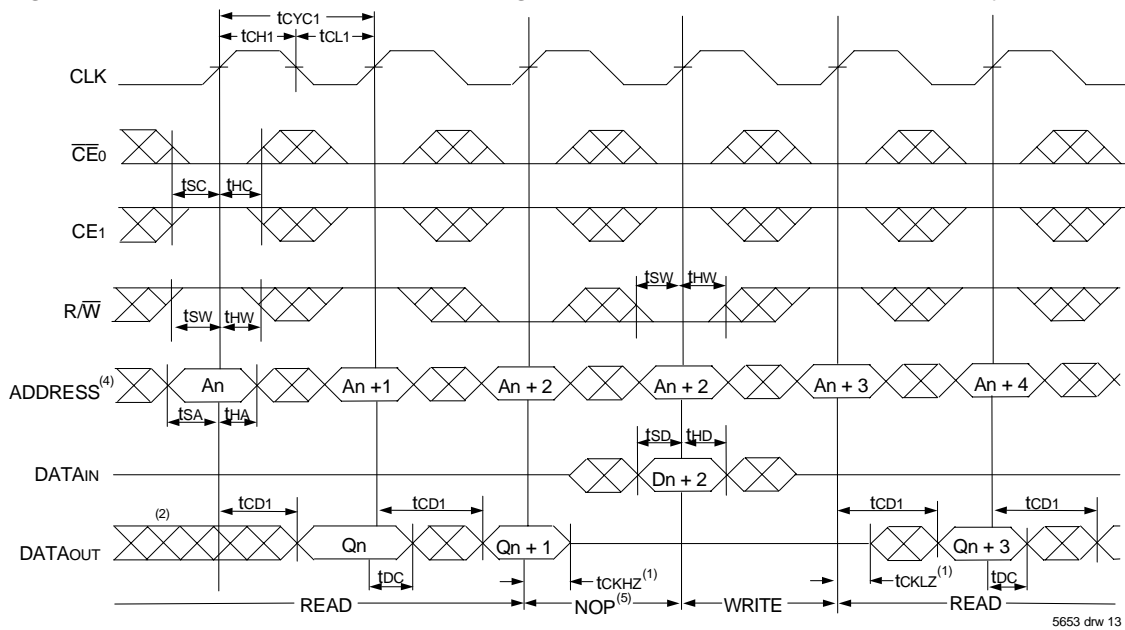 tCYC1
tCH1 tCL1
CLK
CE0
tSC tHC
CE1
tSW tHW
R/W
tSW tHW
ADDRESS(4) An An +1 An + 2 An + 2 An + 3 An + 4
tSA tHA
tSD tHD
DATAIN Dn + 2
tCD1 tCD1 tCD1 tCD1
(2)
DATAOUT Qn Qn + 1 Qn + 3
tDC tCKHZ(1) tCKLZ(1) tDC
READ NOP(5) WRITE READ
5653 drw 13